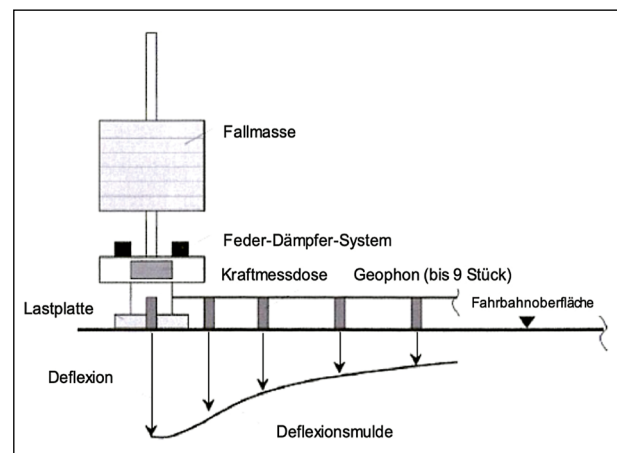 Fallmasse
Feder-Dämpfer-System
Kraftmessdose
Geophon (bis 9 Stück)
Lastplatte
Fahrbahnoberfläche
Deflexion
Deflexionsmulde